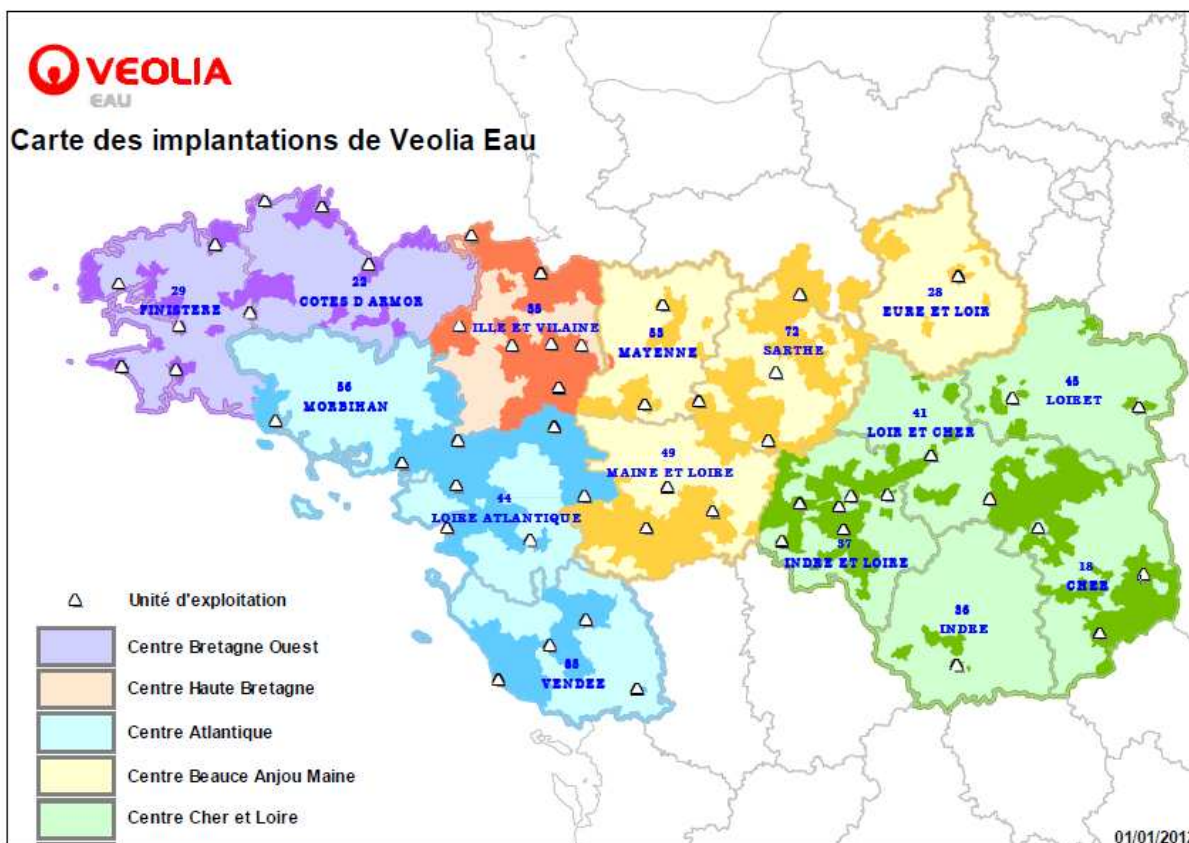 VEOLIA
EAU
Carte des implantations de Veolia Eau
29
FINISTERE
22
COTES D ARMOR
35
ILLE ET VILAINE
53
MAYENNE
72
SARTHE
28
EURE ET LOIR
56
MORBIHAN
41
LOIR ET CHER
45
LOIRET
49
MAINE ET LOIRE
44
LOIRE ATLANTIQUE
37
INDRE ET LOIRE
18
CHER
36
INDRE
85
VENDEE
Unité d'exploitation
Centre Bretagne Ouest
Centre Haute Bretagne
Centre Atlantique
Centre Beauce Anjou Maine
Centre Cher et Loire
01/01/2012